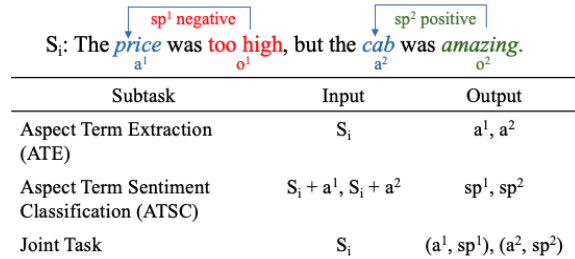 sp¹ negative sp² positive
Sᵢ: The price was too high, but the cab was amazing.
a¹ o¹ a² o²
Subtask Input Output
Aspect Term Extraction Sᵢ a¹, a²
(ATE)
Aspect Term Sentiment Sᵢ + a¹, Sᵢ + a² sp¹, sp²
Classification (ATSC)
Joint Task Sᵢ (a¹, sp¹), (a², sp²)